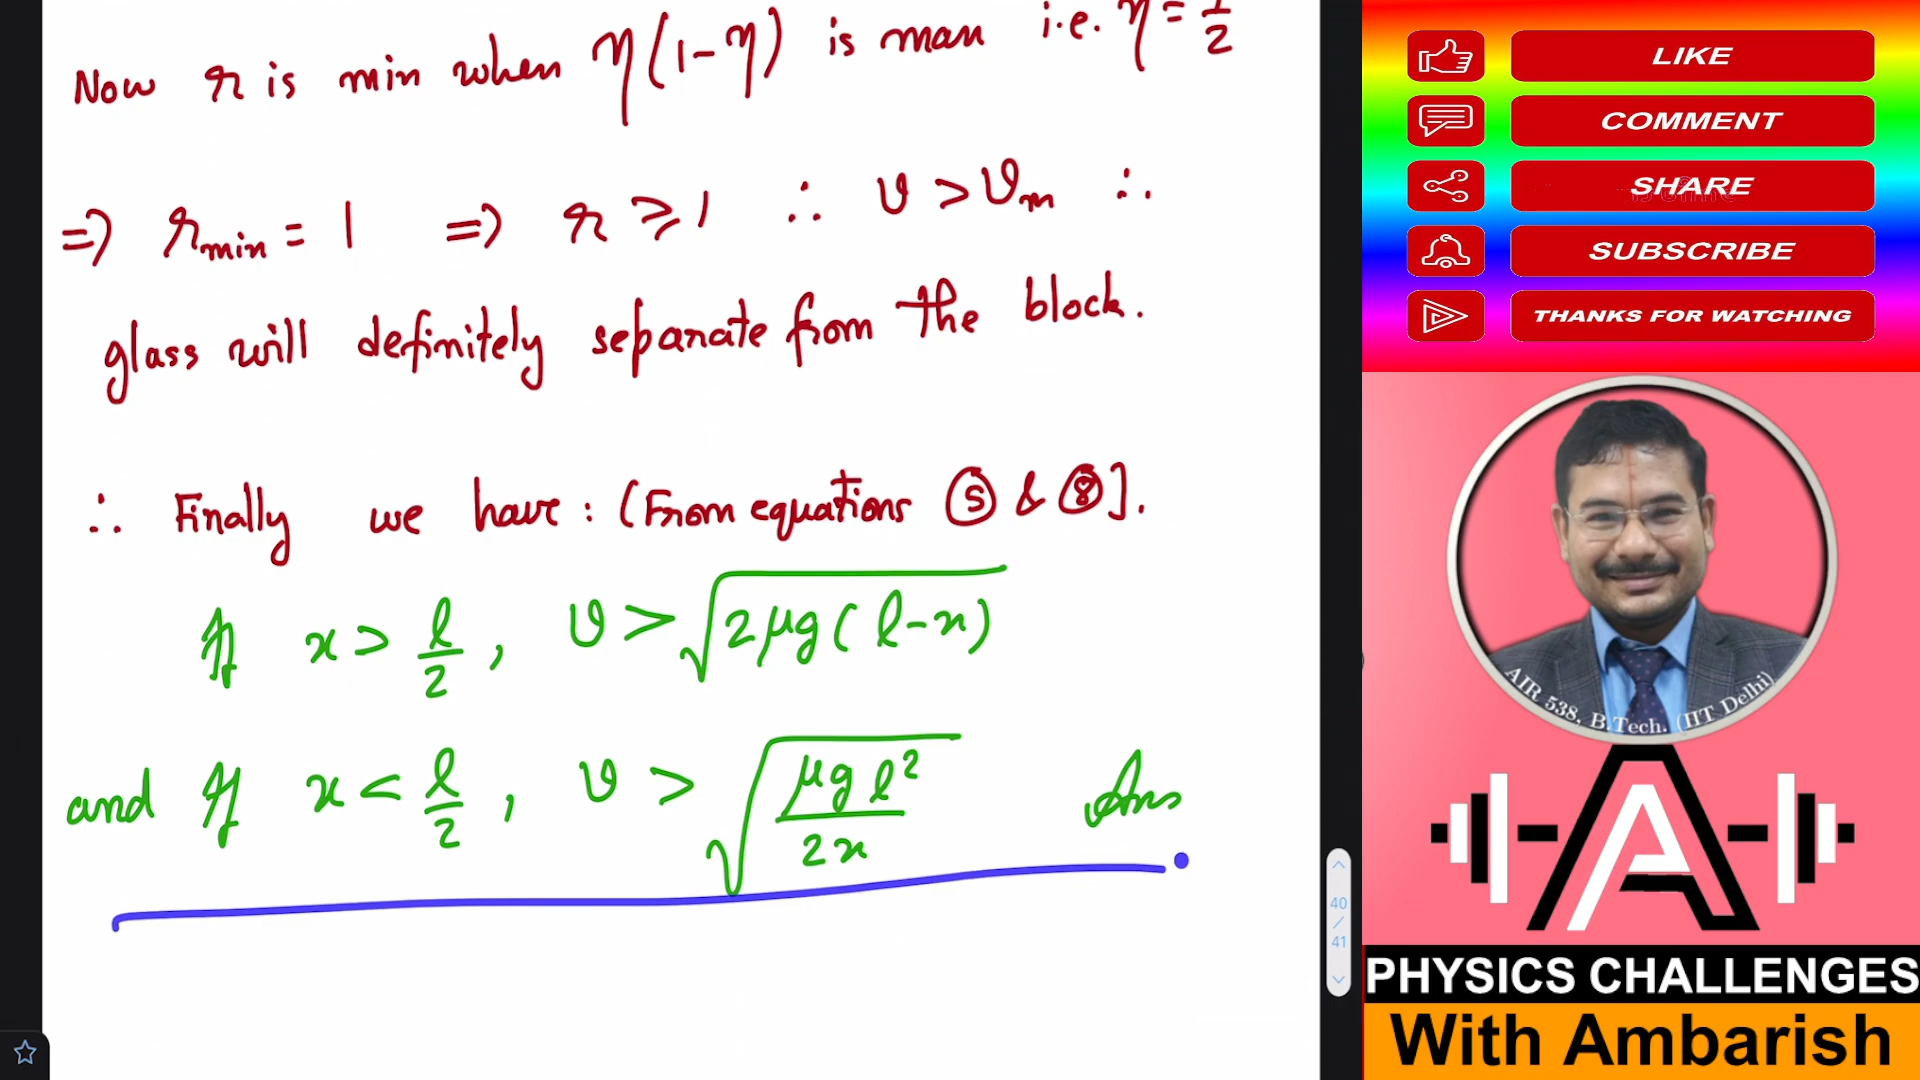 Now r is min when η(1-η) is max i.e. η = 1/2
⇒ r min = 1 ⇒ r ≥ 1 ∴ v > v m ∴
glass will definitely separate from the block.
∴ Finally we have : (From equations ⑤ & ⑧].
If x > l/2 , v > √(2μg(l-x))
and If x < l/2 , v > √(μgl²/2x) Ans
LIKE
COMMENT
SHARE
SUBSCRIBE
THANKS FOR WATCHING
AIR 538, B.Tech. (IIT Delhi)
A
PHYSICS CHALLENGES
With Ambarish
40
/
41